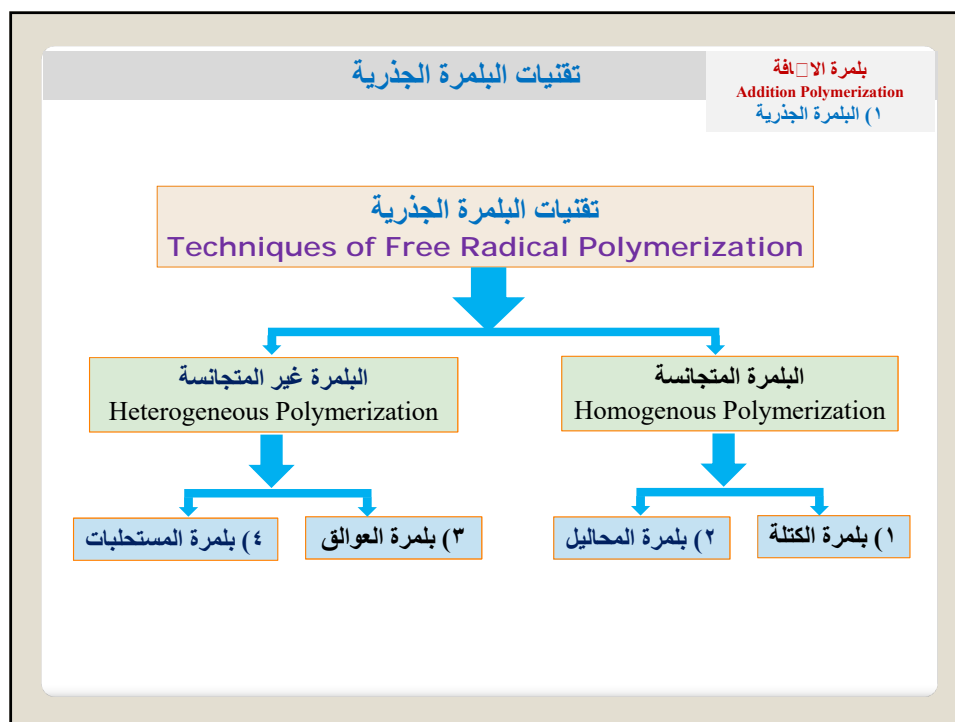 تقنيات البلمرة الجذرية
بلمرة
Addition Polymerization
١) البلمرة الجذرية
تقنيات البلمرة الجذرية
Techniques of Free Radical Polymerization
البلمرة المتجانسة
Homogenous Polymerization
البلمرة غير المتجانسة
Heterogeneous Polymerization
١) بلمرة الكتلة
٢) بلمرة المحاليل
٣) بلمرة العوالق
٤) بلمرة المستحلبات